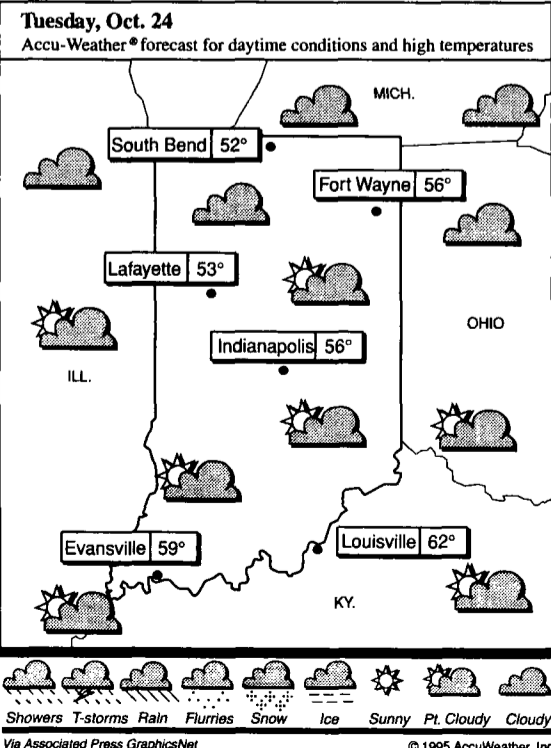 Tuesday, Oct. 24
Accu-Weather® forecast for daytime conditions and high temperatures
MICH.
South Bend 52°
Fort Wayne 56°
Lafayette 53°
OHIO
Indianapolis 56°
ILL.
Evansville 59°
Louisville 62°
KY.
Showers T-storms Rain Flurries Snow Ice Sunny Pt. Cloudy Cloudy
Via Associated Press GraphicsNet
© 1995 AccuWeather, Inc